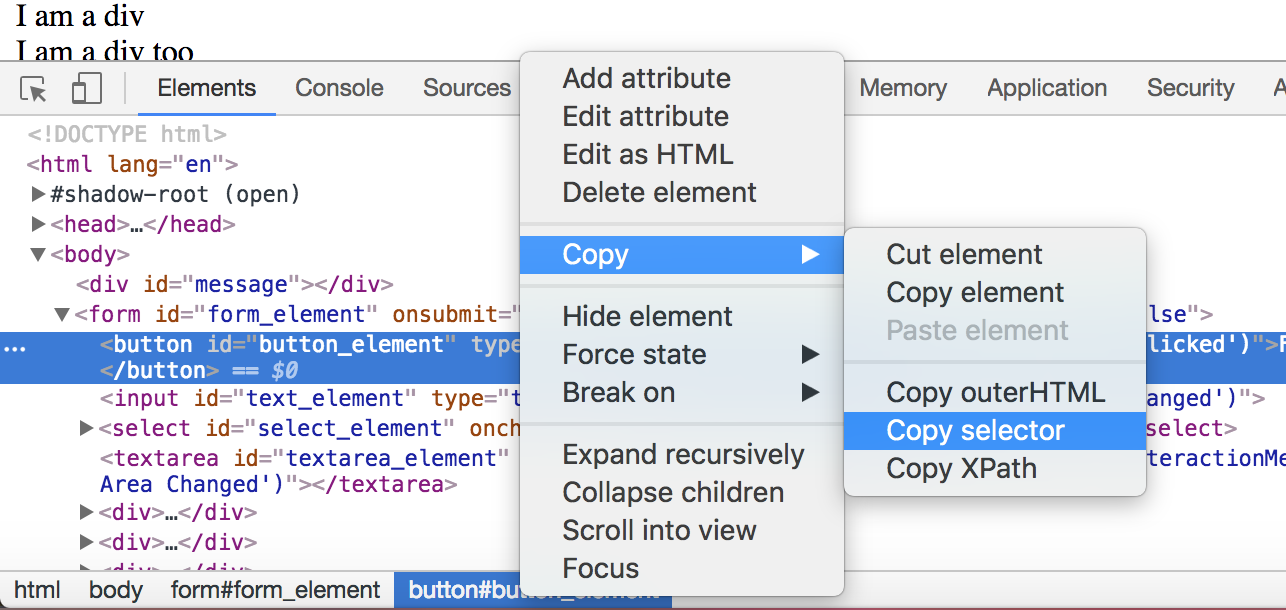 I am a div
I am a div too
Elements Console Sources Memory Application Security
<!DOCTYPE html>
<html lang="en">
▶#shadow-root (open)
▶<head>…</head>
▼<body>
<div id="message"></div>
▼<form id="form_element" onsubmit=" lse">
… <button id="button_element" type licked')">F
</button> == $0
<input id="text_element" type="t anged')">
▶<select id="select_element" onch select>
<textarea id="textarea_element" teractionMe
Area Changed')"></textarea>
▶<div>…</div>
▶<div>…</div>
▶<div>…</div>
html body form#form_element button#button_element
Add attribute
Edit attribute
Edit as HTML
Delete element
Copy ▶
Hide element
Force state ▶
Break on ▶
Expand recursively
Collapse children
Scroll into view
Focus
Cut element
Copy element
Paste element
Copy outerHTML
Copy selector
Copy XPath